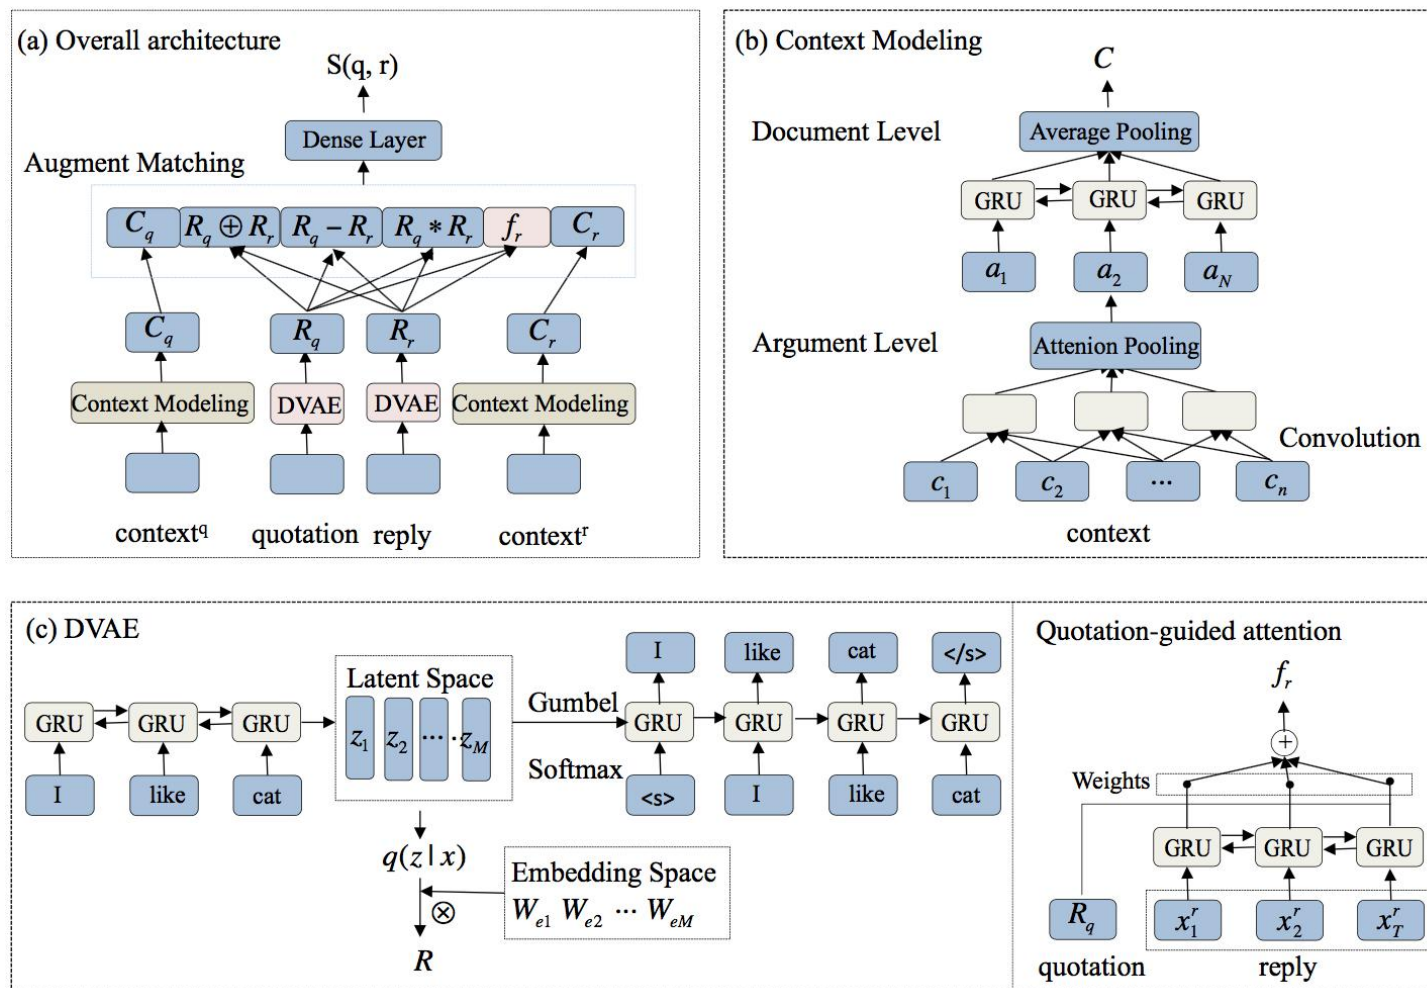 (a) Overall architecture
S(q, r)
Dense Layer
Augment Matching
C_q R_q ⊕ R_r R_q − R_r R_q * R_r f_r C_r
C_q R_q R_r C_r
Context Modeling DVAE DVAE Context Modeling
context^q quotation reply context^r
(b) Context Modeling
C
Document Level Average Pooling
GRU GRU GRU
a_1 a_2 a_N
Argument Level Attenion Pooling
Convolution
c_1 c_2 ... c_n
context
(c) DVAE
I like cat </s>
Latent Space
Gumbel
GRU GRU GRU z_1 z_2 ... · z_M GRU GRU GRU GRU
Softmax
I like cat <s> I like cat
q(z | x)
Embedding Space
W_e1 W_e2 ... W_eM
⊗
R
Quotation-guided attention
f_r
+
Weights
GRU GRU GRU
R_q x_1^r x_2^r x_T^r
quotation reply